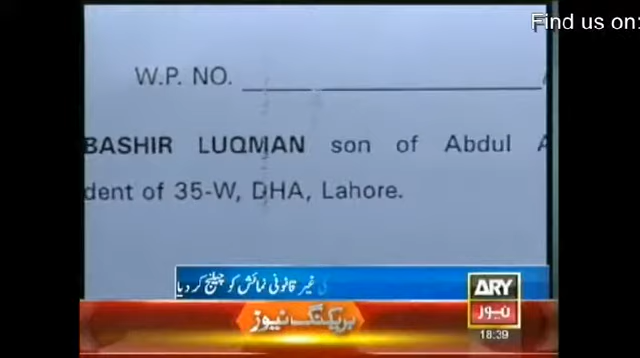 Find us on:
W.P. NO.
BASHIR LUQMAN son of Abdul A
dent of 35-W, DHA, Lahore.
غیر قانونی نمائش کو چیلنج کر دیا
ARY
نیوز
بریکنگ نیوز
18:39